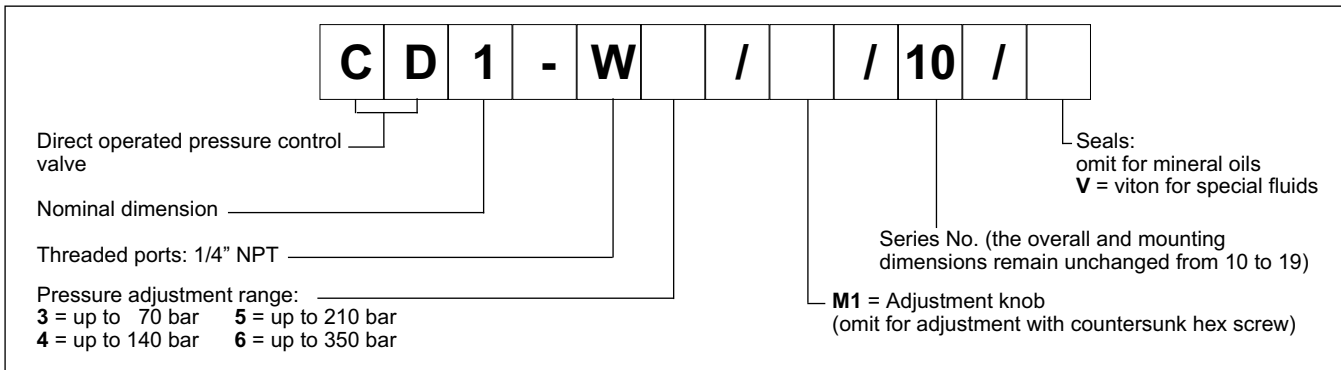 C D 1 - W / / 10 /
Direct operated pressure control
valve
Nominal dimension
Threaded ports: 1/4” NPT
Pressure adjustment range:
3 = up to 70 bar 5 = up to 210 bar
4 = up to 140 bar 6 = up to 350 bar
Seals:
omit for mineral oils
V = viton for special fluids
Series No. (the overall and mounting
dimensions remain unchanged from 10 to 19)
M1 = Adjustment knob
(omit for adjustment with countersunk hex screw)